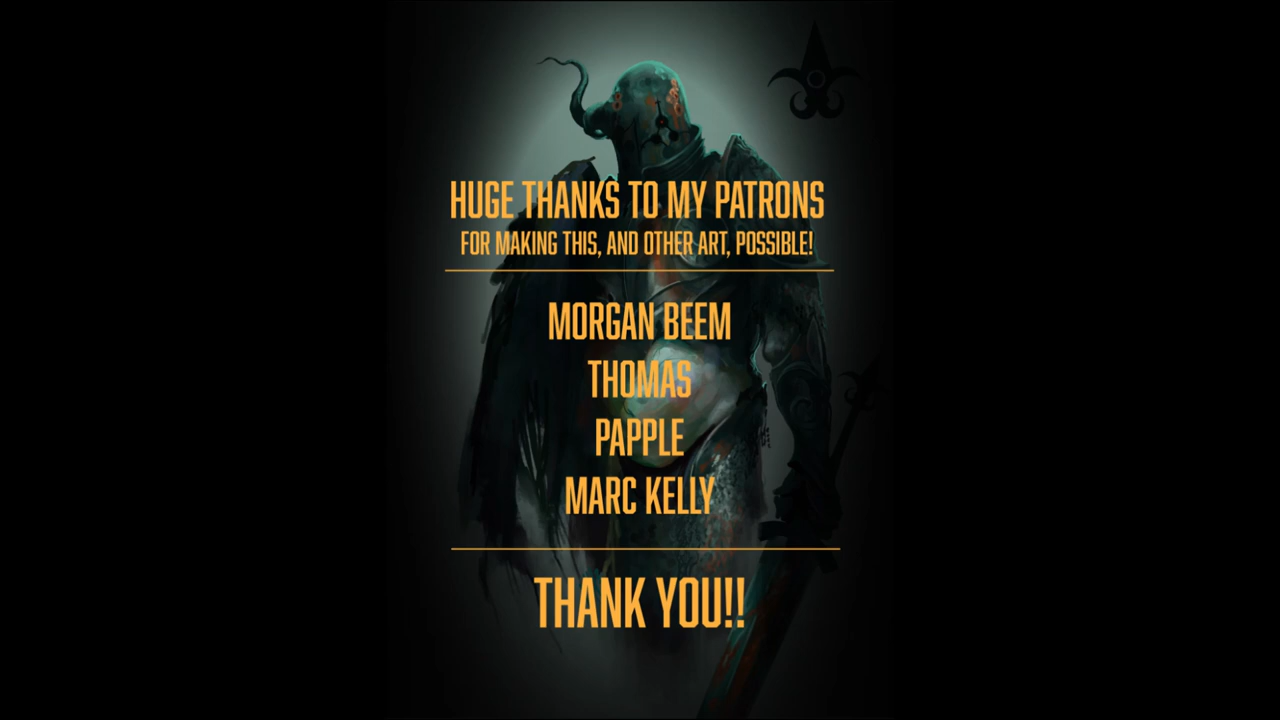 HUGE THANKS TO MY PATRONS
FOR MAKING THIS, AND OTHER ART, POSSIBLE!
MORGAN BEEM
THOMAS
PAPPLE
MARC KELLY
THANK YOU!!